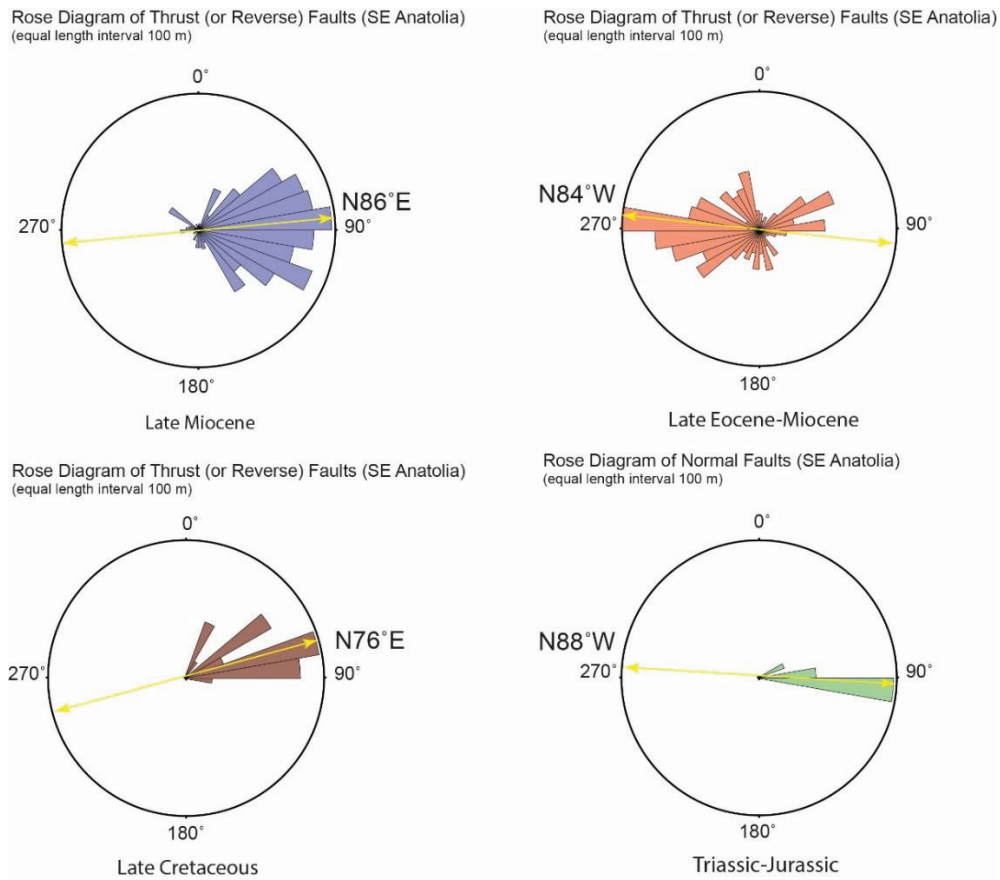 Rose Diagram of Thrust (or Reverse) Faults (SE Anatolia)
(equal length interval 100 m)
0°
N86°E
270°
90°
180°
Late Miocene
Rose Diagram of Thrust (or Reverse) Faults (SE Anatolia)
(equal length interval 100 m)
0°
N84°W
270°
90°
180°
Late Eocene-Miocene
Rose Diagram of Thrust (or Reverse) Faults (SE Anatolia)
(equal length interval 100 m)
0°
N76°E
270°
90°
180°
Late Cretaceous
Rose Diagram of Normal Faults (SE Anatolia)
(equal length interval 100 m)
0°
N88°W
270°
90°
180°
Triassic-Jurassic